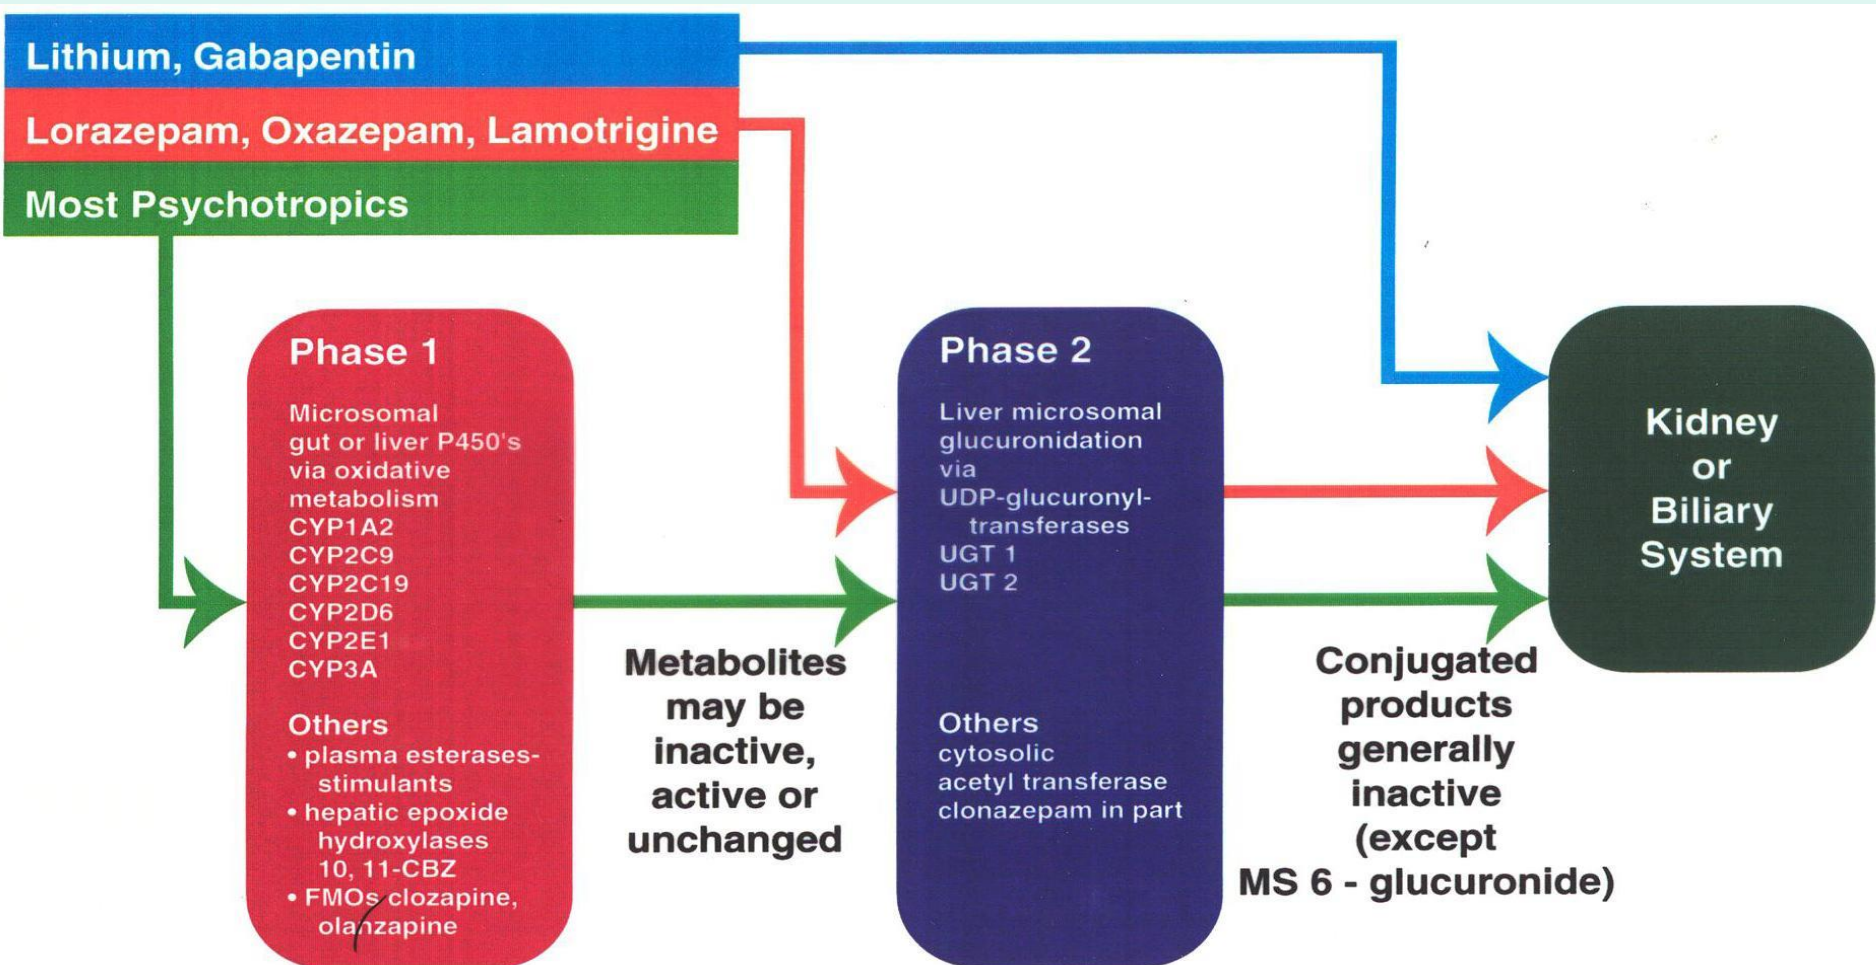 Lithium, Gabapentin
Lorazepam, Oxazepam, Lamotrigine
Most Psychotropics
Phase 1
Microsomal
gut or liver P450's
via oxidative
metabolism
CYP1A2
CYP2C9
CYP2C19
CYP2D6
CYP2E1
CYP3A
Others
• plasma esterases-
stimulants
• hepatic epoxide
hydroxylases
10, 11-CBZ
• FMOs clozapine,
olanzapine
Metabolites
may be
inactive,
active or
unchanged
Phase 2
Liver microsomal
glucuronidation
via
UDP-glucuronyl-
transferases
UGT 1
UGT 2
Others
cytosolic
acetyl transferase
clonazepam in part
Conjugated
products
generally
inactive
(except
MS 6 - glucuronide)
Kidney
or
Biliary
System